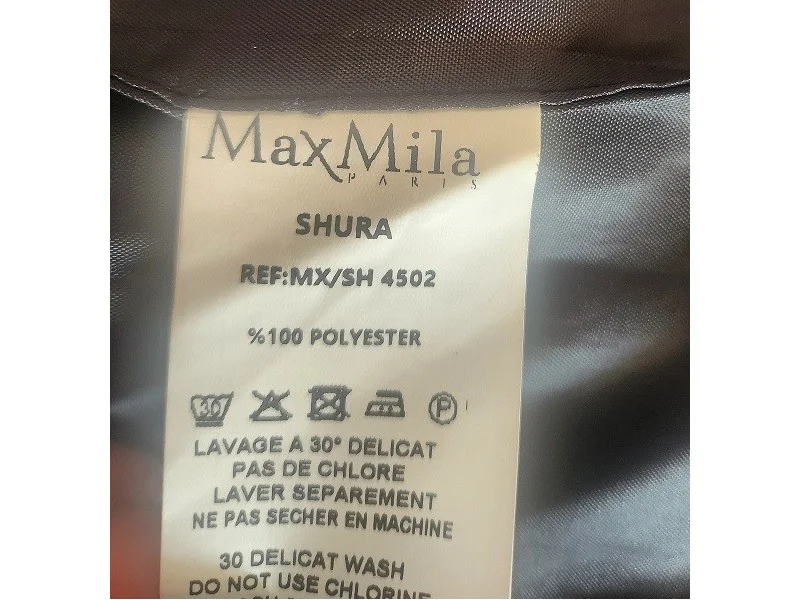 MaxMila
PARIS
SHURA
REF:MX/SH 4502
%100 POLYESTER
30 P
LAVAGE A 30° DELICAT
PAS DE CHLORE
LAVER SEPAREMENT
NE PAS SECHER EN MACHINE
30 DELICAT WASH
DO NOT USE CHLORINE